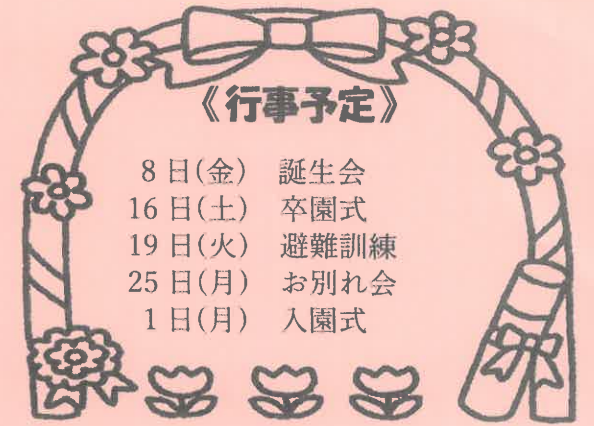 《行事予定》
8日(金) 誕生会
16日(土) 卒園式
19日(火) 避難訓練
25日(月) お別れ会
1日(月) 入園式